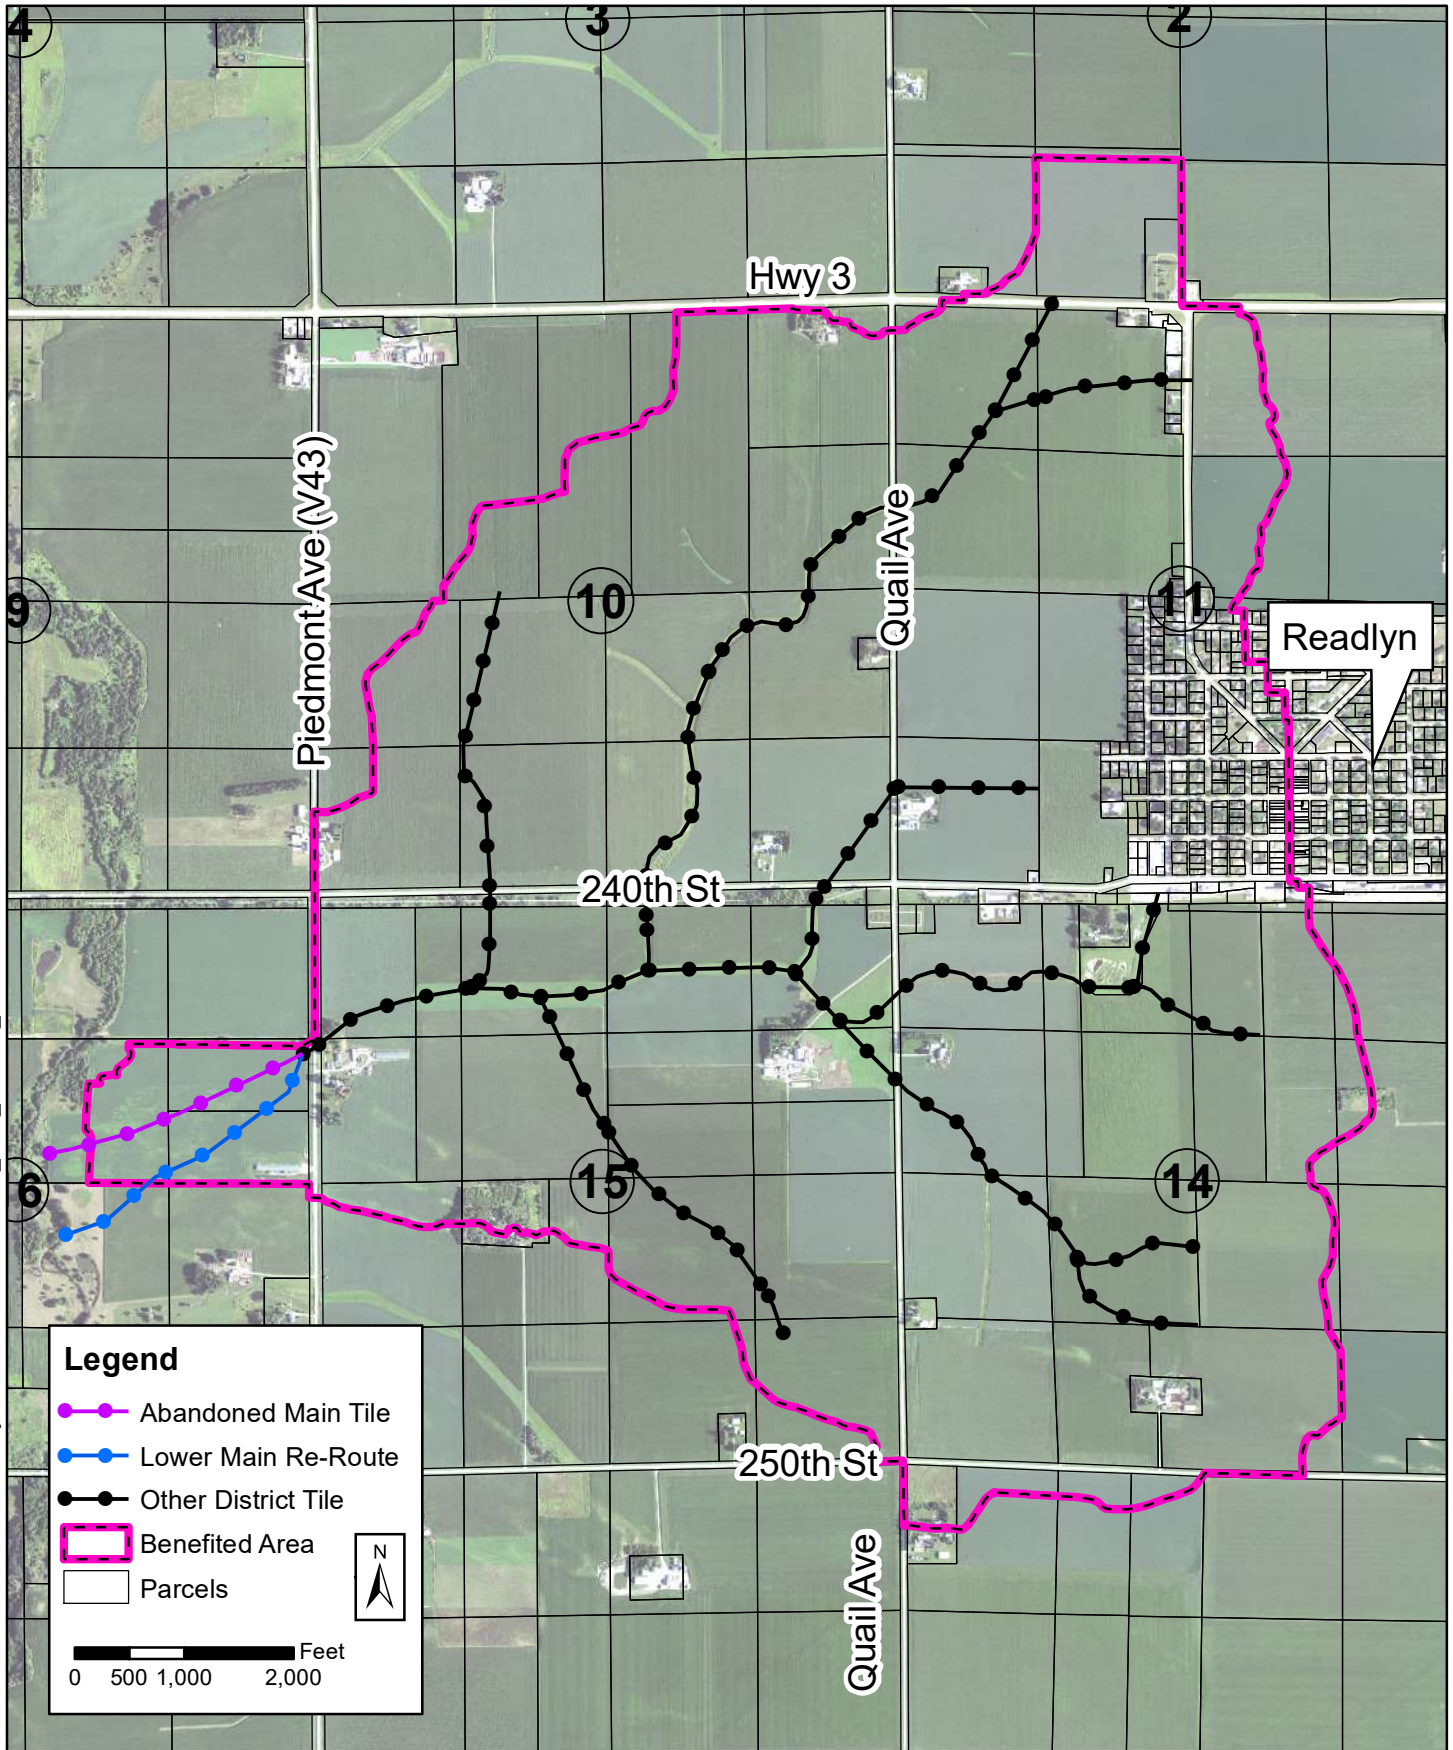 4
3
2
Hwy 3
Piedmont Ave (V43)
Quail Ave
9
10
11
Readlyn
240th St
6
15
14
250th St
Quail Ave
Legend
Abandoned Main Tile
Lower Main Re-Route
Other District Tile
Benefited Area
Parcels
N
Feet
0 500 1,000 2,000